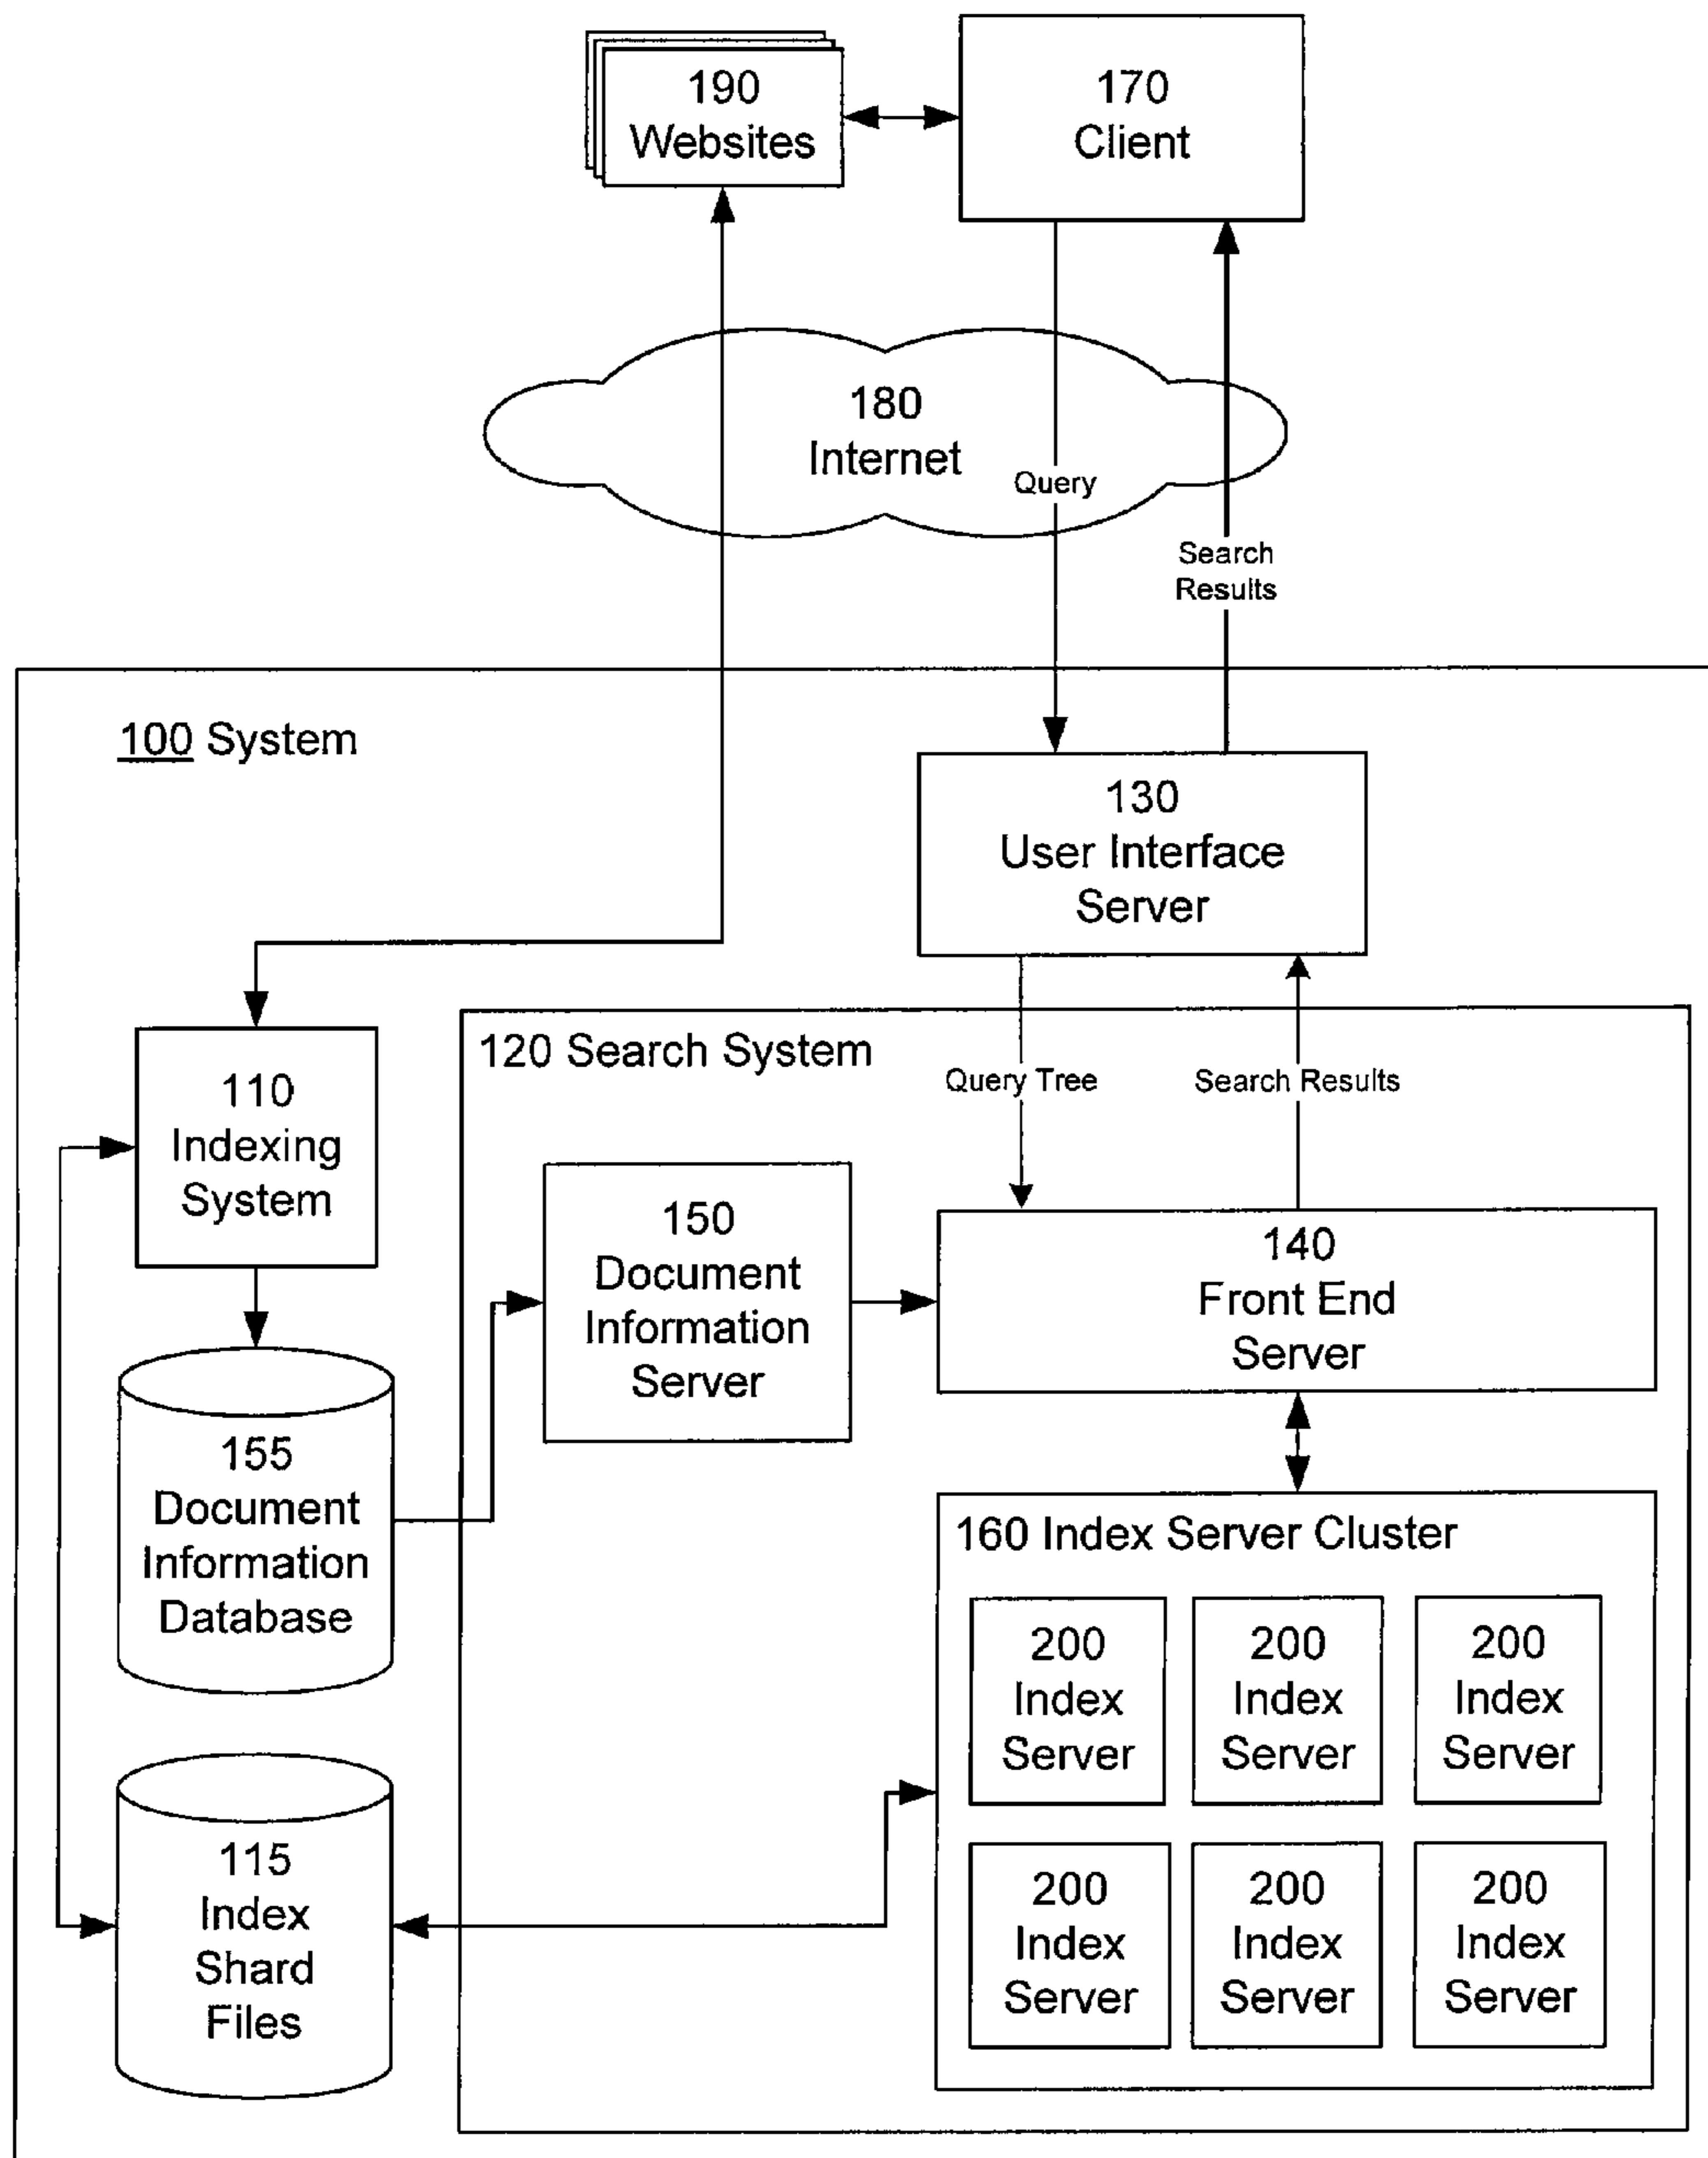 190
Websites
170
Client
180
Internet
Query
Search
Results
100 System
130
User Interface
Server
120 Search System
Query Tree
Search Results
110
Indexing
System
150
Document
Information
Server
140
Front End
Server
155
Document
Information
Database
160 Index Server Cluster
200
Index
Server
200
Index
Server
200
Index
Server
115
Index
Shard
Files
200
Index
Server
200
Index
Server
200
Index
Server